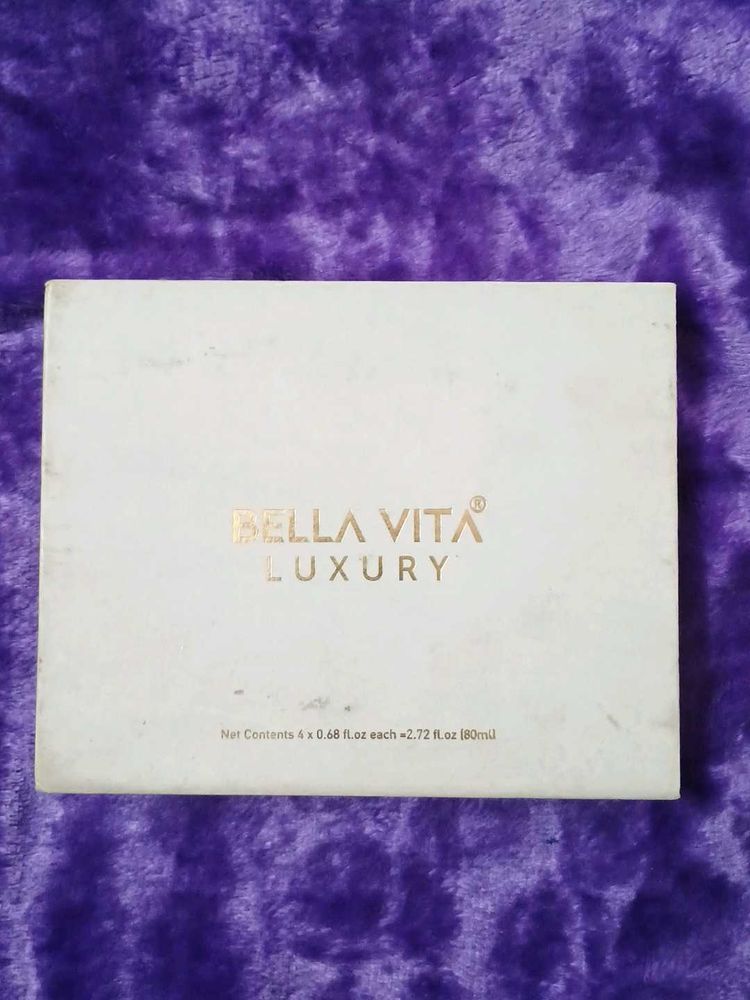 BELLA VITA®
LUXURY
Net Contents 4 x 0.68 fl.oz each =2.72 fl.oz (80ml)